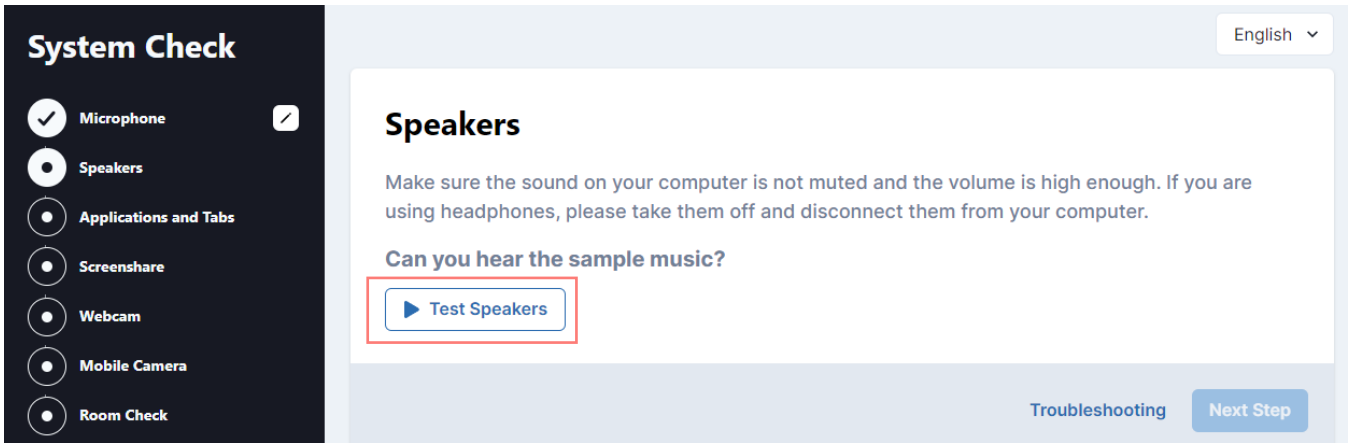 System Check
Microphone
Speakers
Applications and Tabs
Screenshare
Webcam
Mobile Camera
Room Check
English
Speakers
Make sure the sound on your computer is not muted and the volume is high enough. If you are
using headphones, please take them off and disconnect them from your computer.
Can you hear the sample music?
Test Speakers
Troubleshooting
Next Step